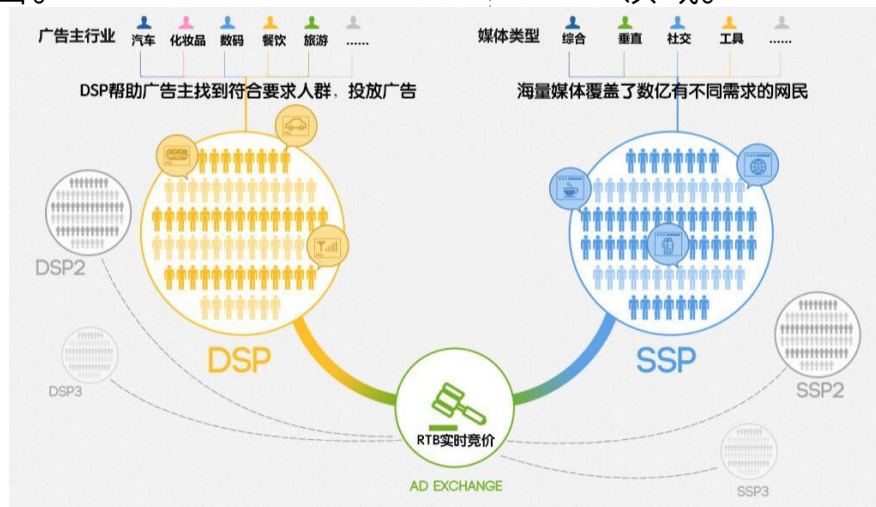 广告主行业 汽车 化妆品 数码 餐饮 旅游 ......
媒体类型 综合 垂直 社交 工具 ......
DSP帮助广告主找到符合要求人群，投放广告
海量媒体覆盖了数亿有不同需求的网民
DSP2
DSP3
DSP
SSP
SSP2
SSP3
RTB实时竞价
AD EXCHANGE